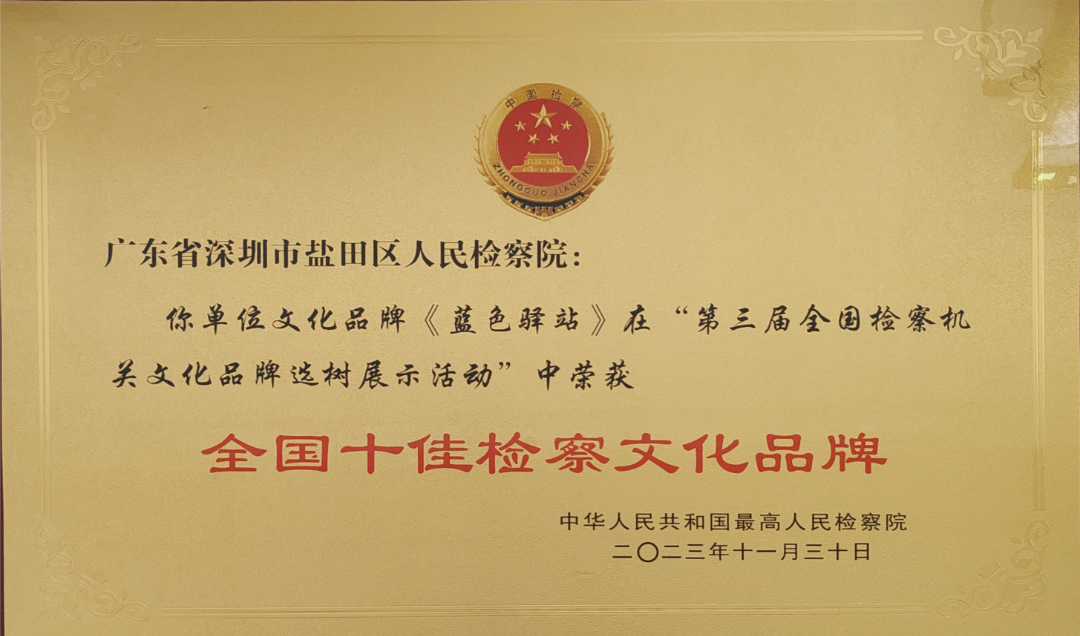 中国检察
ZHONGGUO JIANCHA
广东省深圳市盐田区人民检察院：
你单位文化品牌《蓝色驿站》在“第三届全国检察机
关文化品牌选树展示活动”中荣获
全国十佳检察文化品牌
中华人民共和国最高人民检察院
二〇二三年十一月三十日